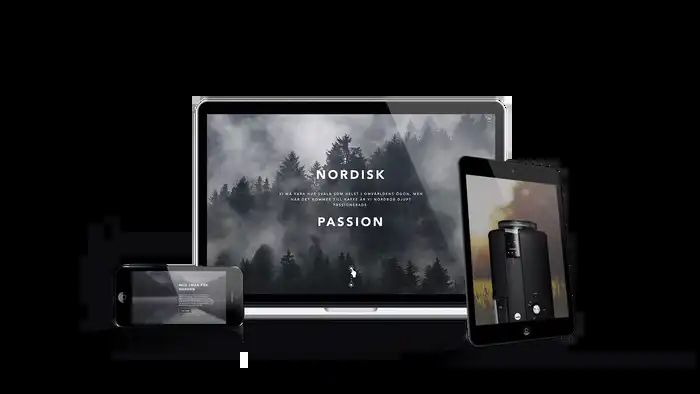 NORDISK
VI MÅ VARA HUR SVALA SOM HELST I OMVÄRLDENS ÖGON, MEN
NÄR DET KOMMER TILL KAFFE ÄR VI NORDBOR DJUPT
PASSIONERADE
PASSION